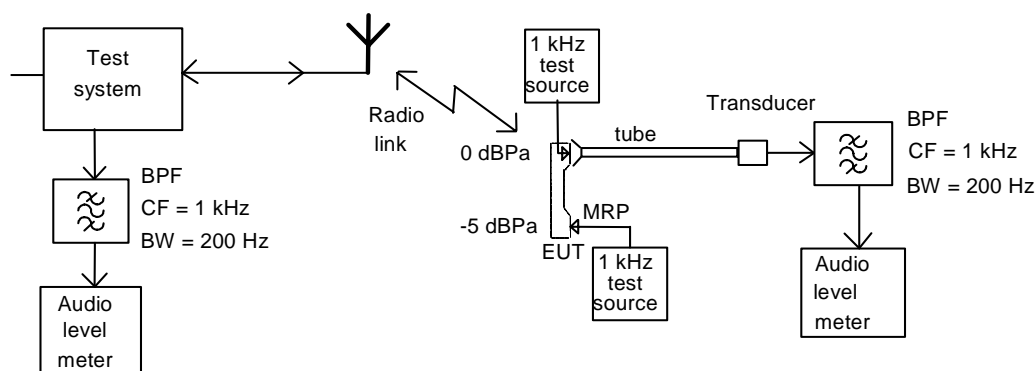 Test
system
BPF
CF = 1 kHz
BW = 200 Hz
Audio
level
meter
Radio
link
1 kHz
test
source
0 dBPa
-5 dBPa
EUT
MRP
1 kHz
test
source
tube
Transducer
BPF
CF = 1 kHz
BW = 200 Hz
Audio
level
meter